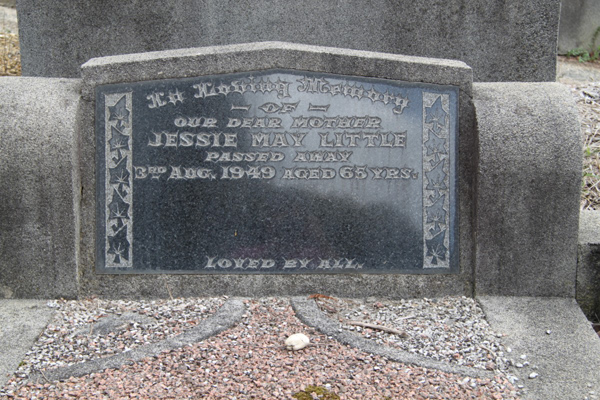 In Loving Memory
— OF —
OUR DEAR MOTHER
JESSIE MAY LITTLE
PASSED AWAY
3RD AUG. 1949 AGED 65 YRS.
LOVED BY ALL.